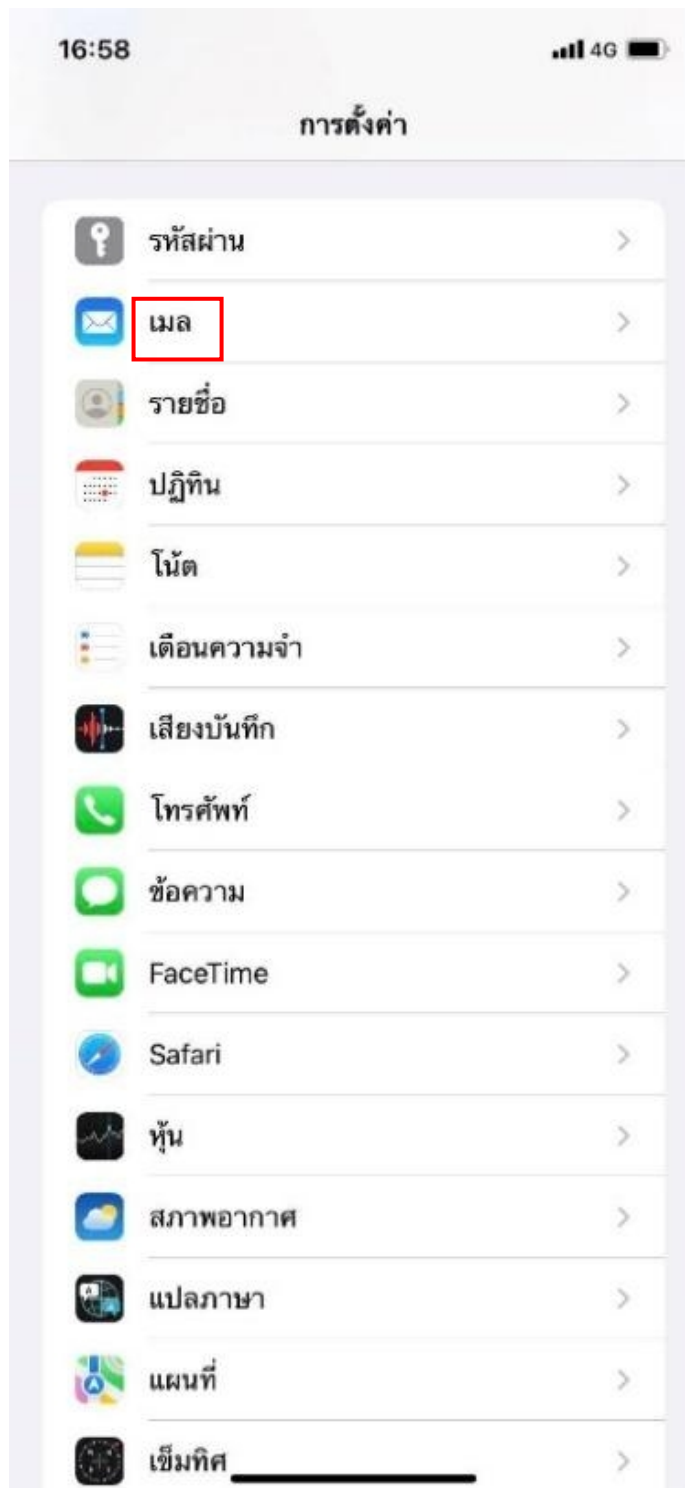 16:58 4G
การตั้งค่า
รหัสผ่าน
เมล
รายชื่อ
ปฏิทิน
โน้ต
เตือนความจำ
เสียงบันทึก
โทรศัพท์
ข้อความ
FaceTime
Safari
หุ้น
สภาพอากาศ
แปลภาษา
แผนที่
เข็มทิศ